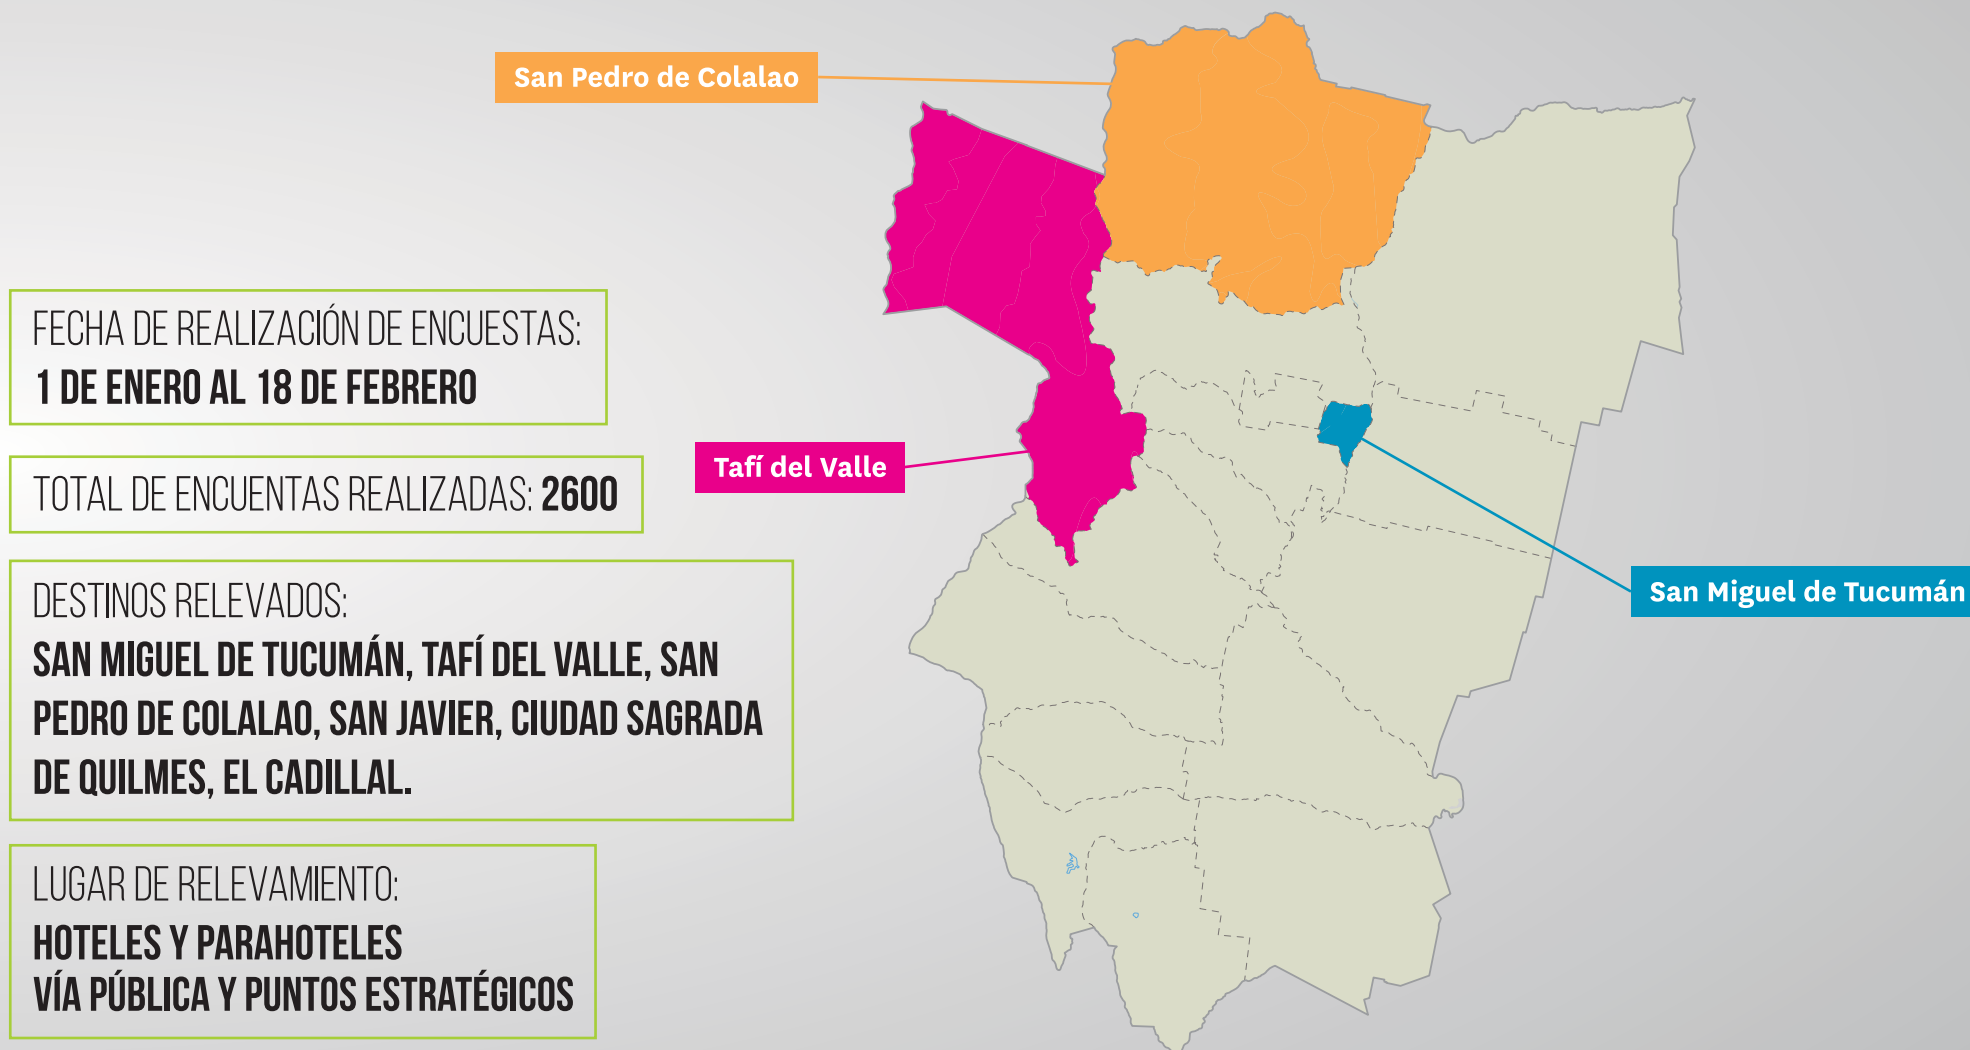 San Pedro de Colalao
FECHA DE REALIZACIÓN DE ENCUESTAS:
1 DE ENERO AL 18 DE FEBRERO
Tafí del Valle
TOTAL DE ENCUENTAS REALIZADAS: 2600
San Miguel de Tucumán
DESTINOS RELEVADOS:
SAN MIGUEL DE TUCUMÁN, TAFÍ DEL VALLE, SAN
PEDRO DE COLALAO, SAN JAVIER, CIUDAD SAGRADA
DE QUILMES, EL CADILLAL.
LUGAR DE RELEVAMIENTO:
HOTELES Y PARAHOTELES
VÍA PÚBLICA Y PUNTOS ESTRATÉGICOS